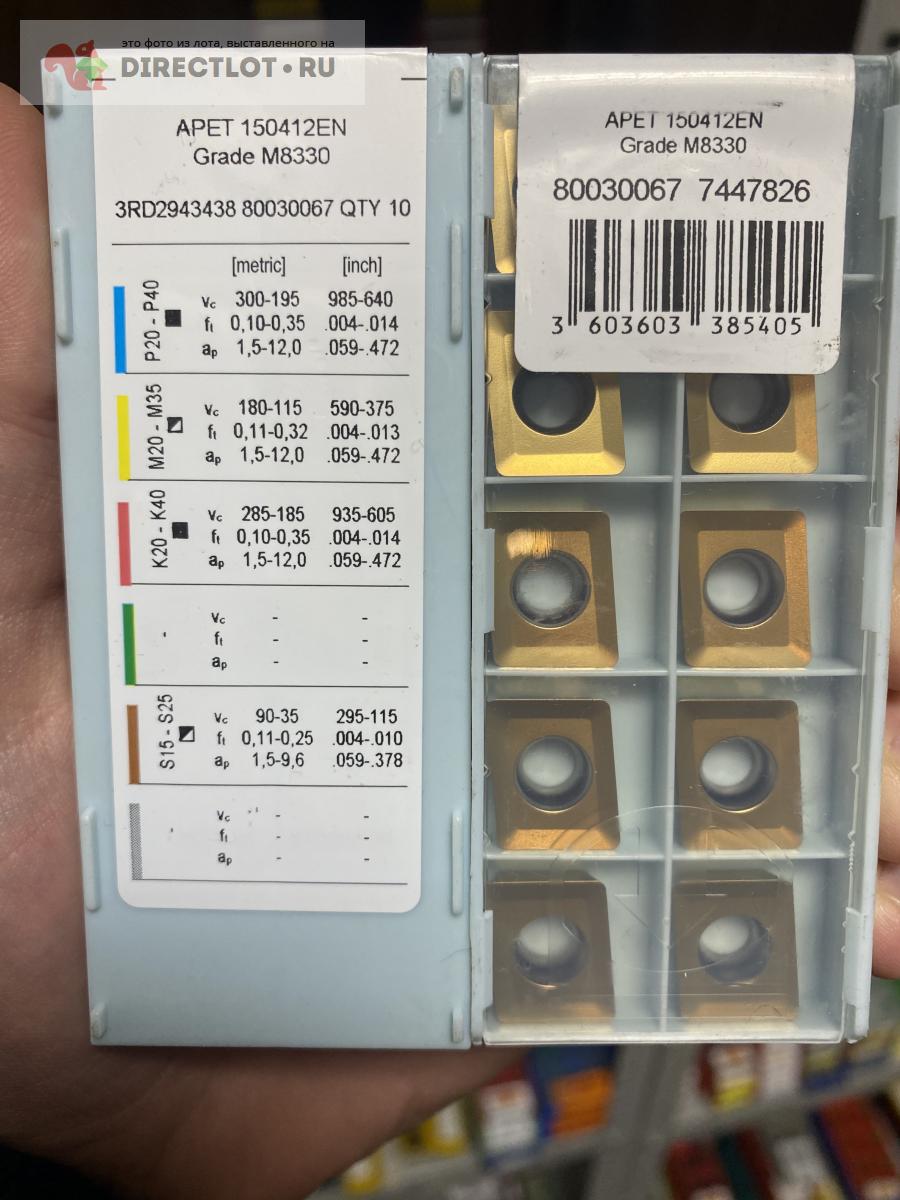 это фото из лота, выставленного на
DIRECTLOT.RU
APET 150412EN
Grade M8330
3RD2943438 80030067 QTY 10
[metric] [inch]
P20 - P40
vc 300-195 985-640
ft 0,10-0,35 .004-.014
ap 1,5-12,0 .059-.472
M20 - M35
vc 180-115 590-375
ft 0,11-0,32 .004-.013
ap 1,5-12,0 .059-.472
K20 - K40
vc 285-185 935-605
ft 0,10-0,35 .004-.014
ap 1,5-12,0 .059-.472
vc - -
ft - -
ap - -
S15 - S25
vc 90-35 295-115
ft 0,11-0,25 .004-.010
ap 1,5-9,6 .059-.378
vc - -
ft - -
ap - -
APET 150412EN
Grade M8330
80030067 7447826
3 603603 385405